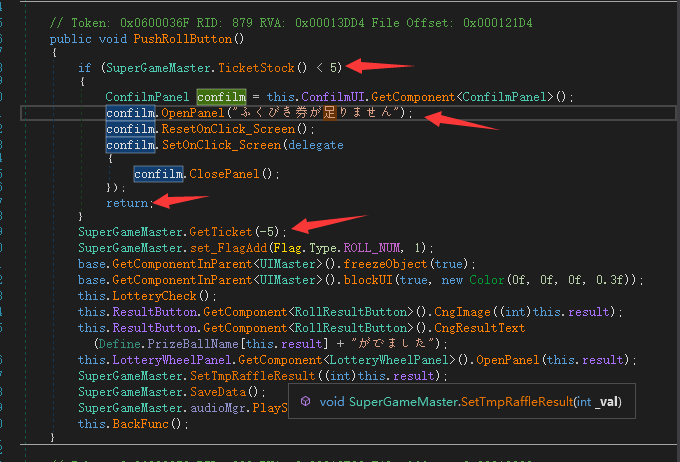 // Token: 0x0600036F RID: 879 RVA: 0x00013DD4 File Offset: 0x000121D4
public void PushRollButton()
{
if (SuperGameMaster.TicketStock() < 5)
{
ConfilmPanel confilm = this.ConfilmUI.GetComponent<ConfilmPanel>();
confilm.OpenPanel("ふくびき券が足りません");
confilm.ResetOnClick_Screen();
confilm.SetOnClick_Screen(delegate
{
confilm.ClosePanel();
});
return;
}
SuperGameMaster.GetTicket(-5);
SuperGameMaster.set_FlagAdd(Flag.Type.ROLL_NUM, 1);
base.GetComponentInParent<UIMaster>().freezeObject(true);
base.GetComponentInParent<UIMaster>().blockUI(true, new Color(0f, 0f, 0f, 0.3f));
this.LotteryCheck();
this.ResultButton.GetComponent<RollResultButton>().CngImage((int)this.result);
this.ResultButton.GetComponent<RollResultButton>().CngResultText
(Define.PrizeBallName[this.result] + "がでました");
this.LotteryWheelPanel.GetComponent<LotteryWheelPanel>().OpenPanel(this.result);
SuperGameMaster.SetTmpRaffleResult((int)this.result);
SuperGameMaster.SaveData();
SuperGameMaster.audioMgr.PlayS
void SuperGameMaster.SetTmpRaffleResult(int _val)
this.BackFunc();
}